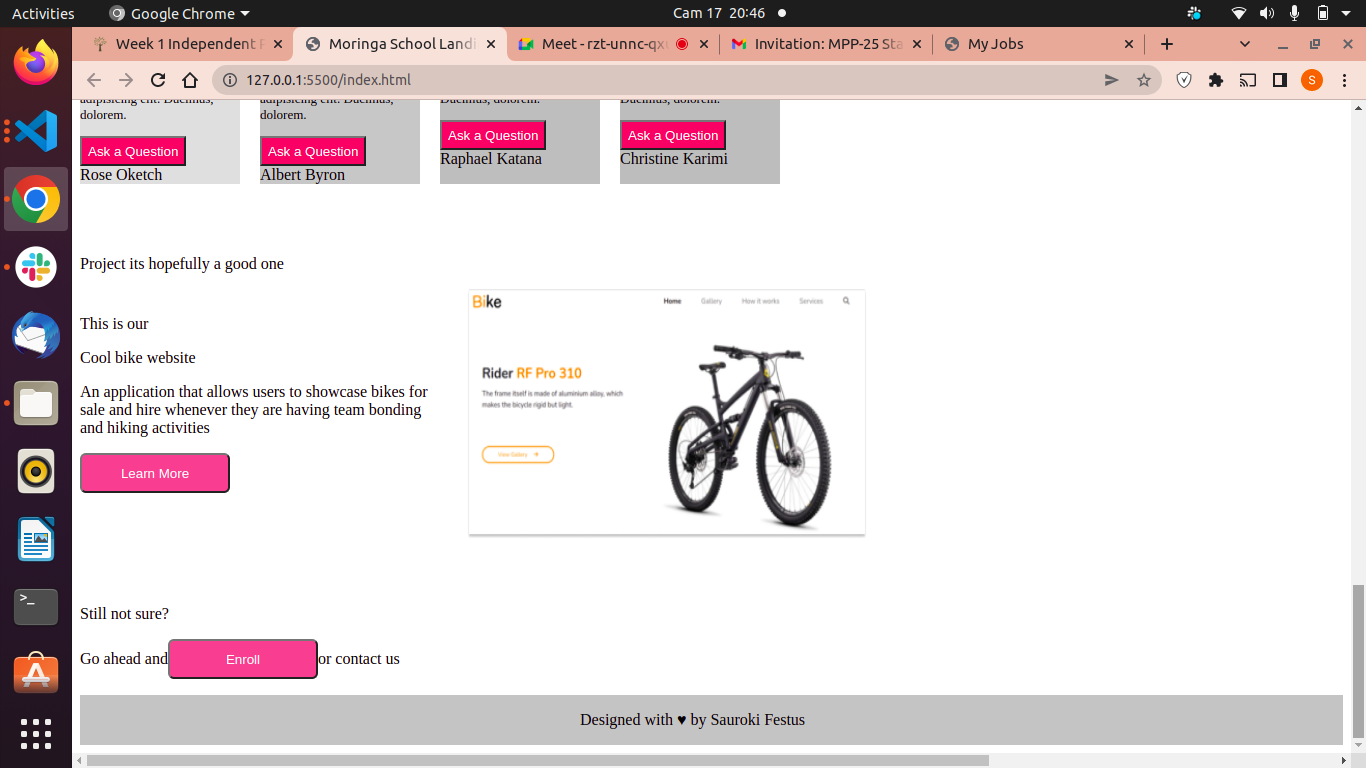 Activities
Google Chrome
Cam 17 20:46
Week 1 Independent
Moringa School Landi
Meet - rzt-unnc-qx
Invitation: MPP-25 Sta
My Jobs
127.0.0.1:5500/index.html
S
dolorem.
Ask a Question
Rose Oketch
dolorem.
Ask a Question
Albert Byron
Ducimus, dolorem.
Ask a Question
Raphael Katana
Ducimus, dolorem.
Ask a Question
Christine Karimi
Project its hopefully a good one
This is our
Cool bike website
An application that allows users to showcase bikes for
sale and hire whenever they are having team bonding
and hiking activities
Learn More
Bike
Home Gallery How it works Services
Rider RF Pro 310
The frame itself is made of aluminium alloy, which
makes the bicycle rigid but light.
View Gallery
Still not sure?
Go ahead and Enroll or contact us
Designed with ♥ by Sauroki Festus